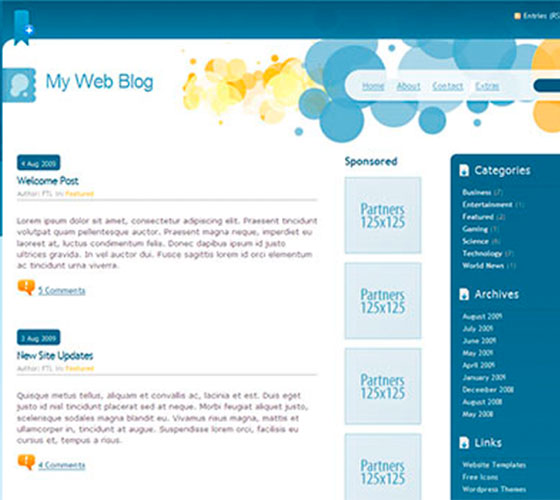 Entries (RS
My Web Blog
Home About Contact Extras
4 Aug 2009
Welcome Post
Author: FTL In: Featured
Lorem ipsum dolor sit amet, consectetur adipiscing elit. Praesent tincidunt
volutpat quam pellentesque auctor. Praesent magna neque, imperdiet eu
laoreet at, luctus condimentum felis. Donec dapibus ipsum id justo
ultrices gravida. In vel auctor dui. Fusce sagittis lorem id orci elementum
ac tincidunt urna viverra.
5 Comments
3 Aug 2009
New Site Updates
Author: FTL In: Featured
Quisque metus tellus, aliquam et convallis ac, lacinia et est. Duis eget
justo id nisl tincidunt placerat sed at neque. Morbi feugiat aliquet justo,
scelerisque sodales magna blandit eu. Vivamus risus magna, mattis et
ullamcorper in, tincidunt at augue. Suspendisse lorem orci, facilisis eu
cursus et, tempus a risus.
4 Comments
Sponsored
Partners
125x125
Partners
125x125
Partners
125x125
Partners
125x125
Categories
Business (7)
Entertainment (1)
Featured (2)
Gaming (1)
Science (6)
Technology (7)
World News (1)
Archives
August 2009
July 2009
June 2009
May 2009
April 2009
January 2009
December 2008
August 2008
May 2008
Links
Website Templates
Free Icons
Wordpress Themes